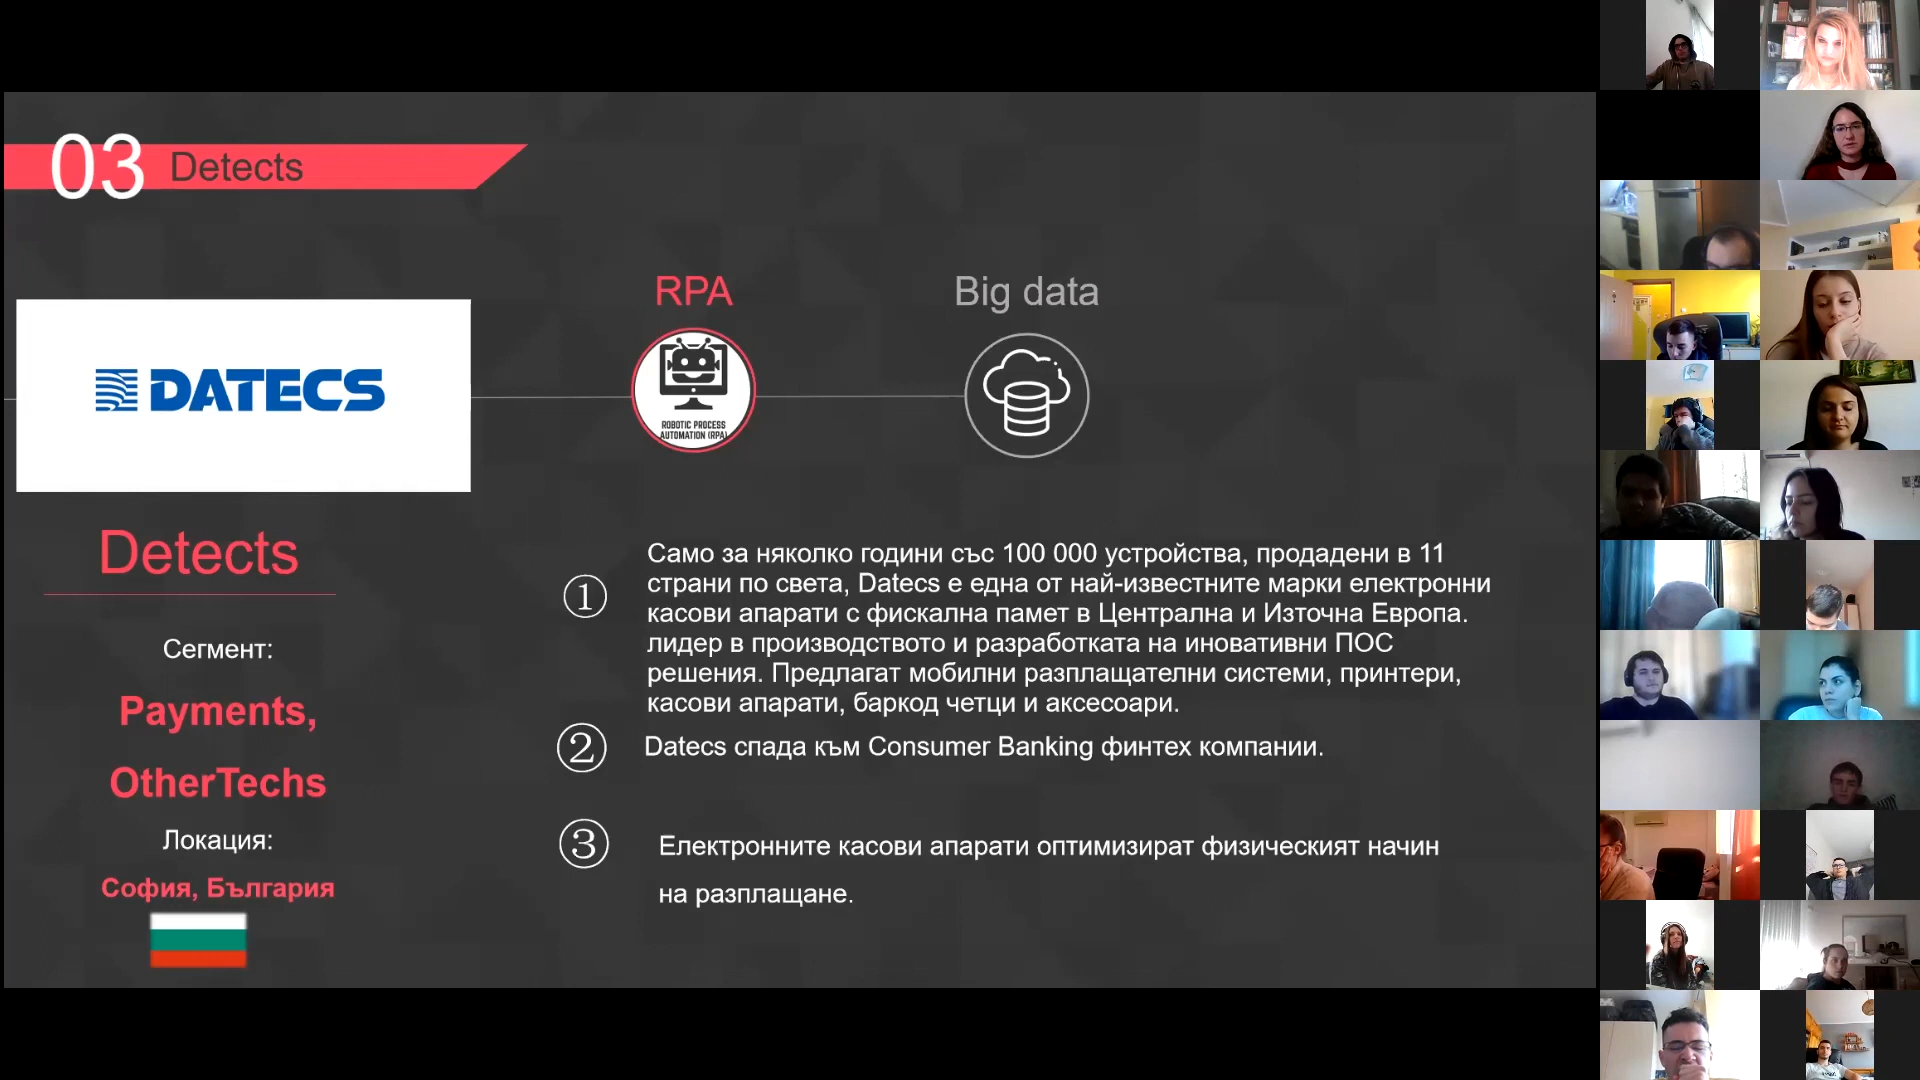 03 Detects
RPA
Big data
DATECS
ROBOTIC PROCESS
AUTOMATION (RPA)
Detects
Сегмент:
Payments,
OtherTechs
Локация:
София, България
1
Само за няколко години със 100 000 устройства, продадени в 11
страни по света, Datecs е една от най-известните марки електронни
касови апарати с фискална памет в Централна и Източна Европа.
лидер в производството и разработката на иновативни ПОС
решения. Предлагат мобилни разплащателни системи, принтери,
касови апарати, баркод четци и аксесоари.
2
Datecs спада към Consumer Banking финтех компании.
3
Електронните касови апарати оптимизират физическият начин
на разплащане.